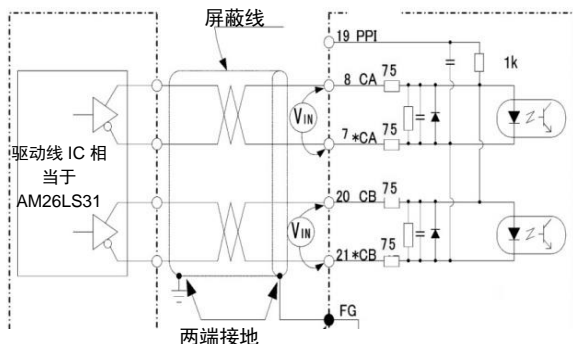 屏蔽线
19 PPI
1k
8 CA 75
VIN
7 *CA 75
驱动线 IC 相
当于
AM26LS31
20 CB 75
VIN
21 *CB 75
FG
两端接地